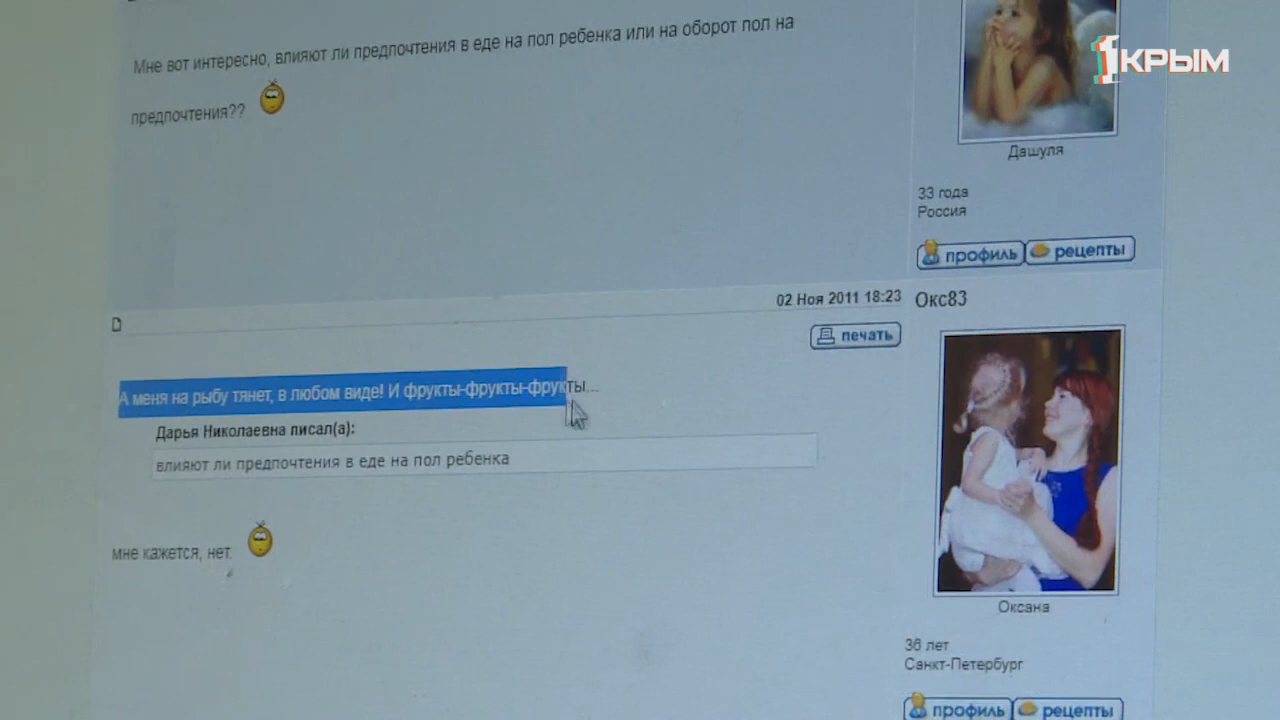 Мне вот интересно, влияют ли предпочтения в еде на пол ребенка или на оборот пол на
предпочтения??
1КРЫМ
Дашуля
33 года
Россия
профиль рецепты
02 Ноя 2011 18:23
Окс83
печать
А меня на рыбу тянет, в любом виде! И фрукты-фрукты-фрукты...
Дарья Николаевна писал(а):
влияют ли предпочтения в еде на пол ребенка
мне кажется, нет.
Оксана
36 лет
Санкт-Петербург
профиль рецепты